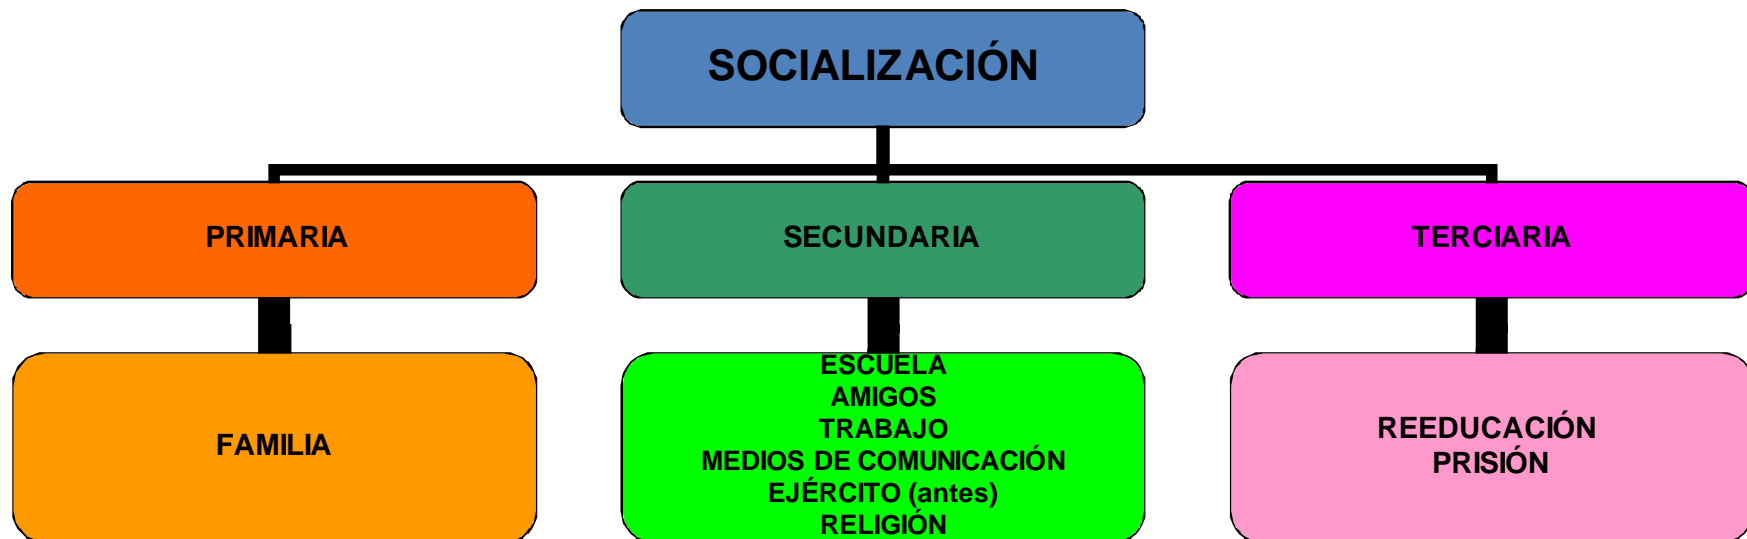 SOCIALIZACIÓN
PRIMARIA
SECUNDARIA
TERCIARIA
FAMILIA
ESCUELA
AMIGOS
TRABAJO
MEDIOS DE COMUNICACIÓN
EJÉRCITO (antes)
RELIGIÓN
REEDUCACIÓN
PRISIÓN